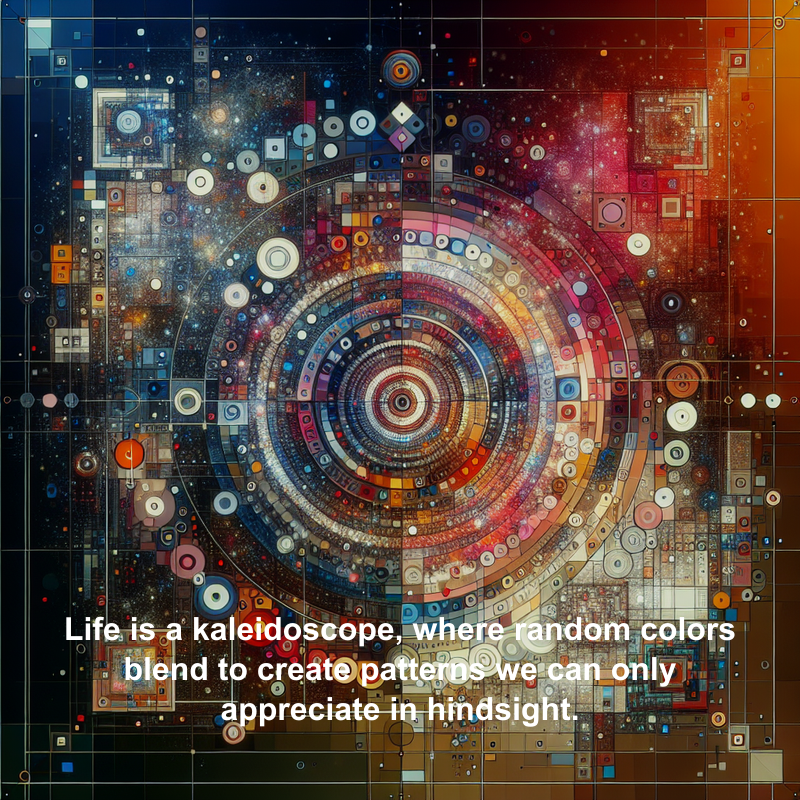 Life is a kaleidoscope, where random colors
blend to create patterns we can only
appreciate in hindsight.